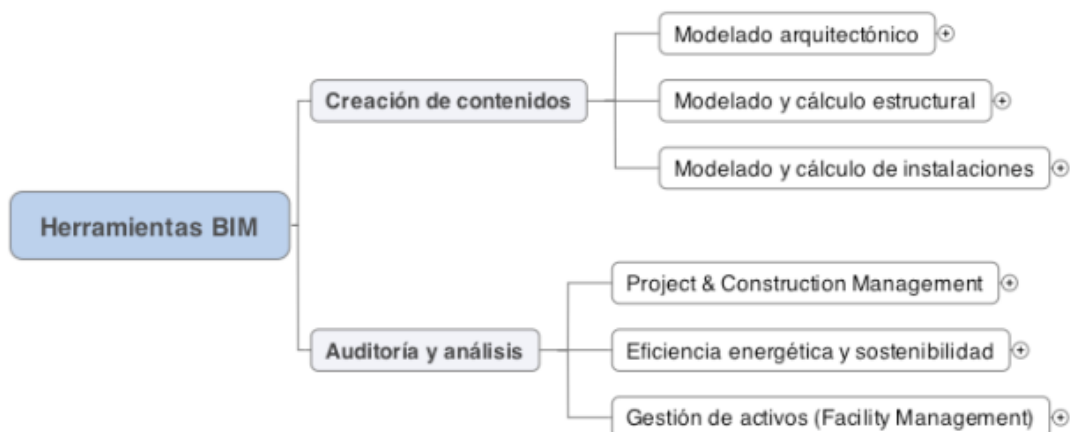 Herramientas BIM
Creación de contenidos
Modelado arquitectónico
Modelado y cálculo estructural
Modelado y cálculo de instalaciones
Auditoría y análisis
Project & Construction Management
Eficiencia energética y sostenibilidad
Gestión de activos (Facility Management)